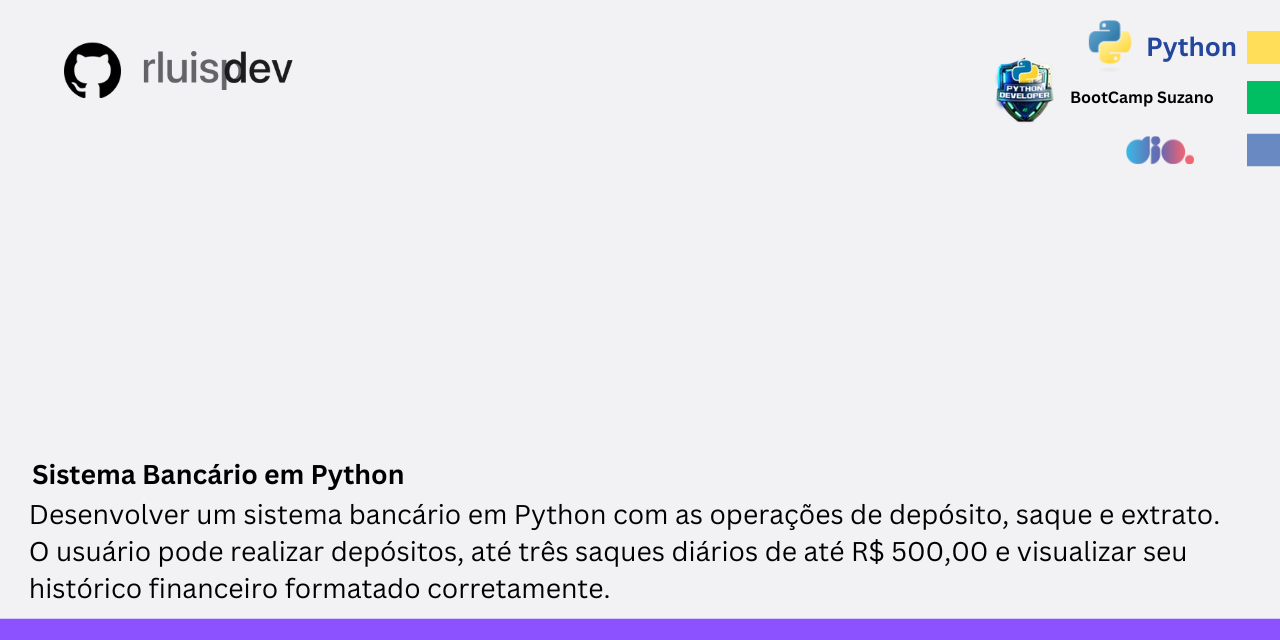 rluispdev
Python
PYTHON
DEVELOPER
BootCamp Suzano
dio.
Sistema Bancário em Python
Desenvolver um sistema bancário em Python com as operações de depósito, saque e extrato.
O usuário pode realizar depósitos, até três saques diários de até R$ 500,00 e visualizar seu
histórico financeiro formatado corretamente.